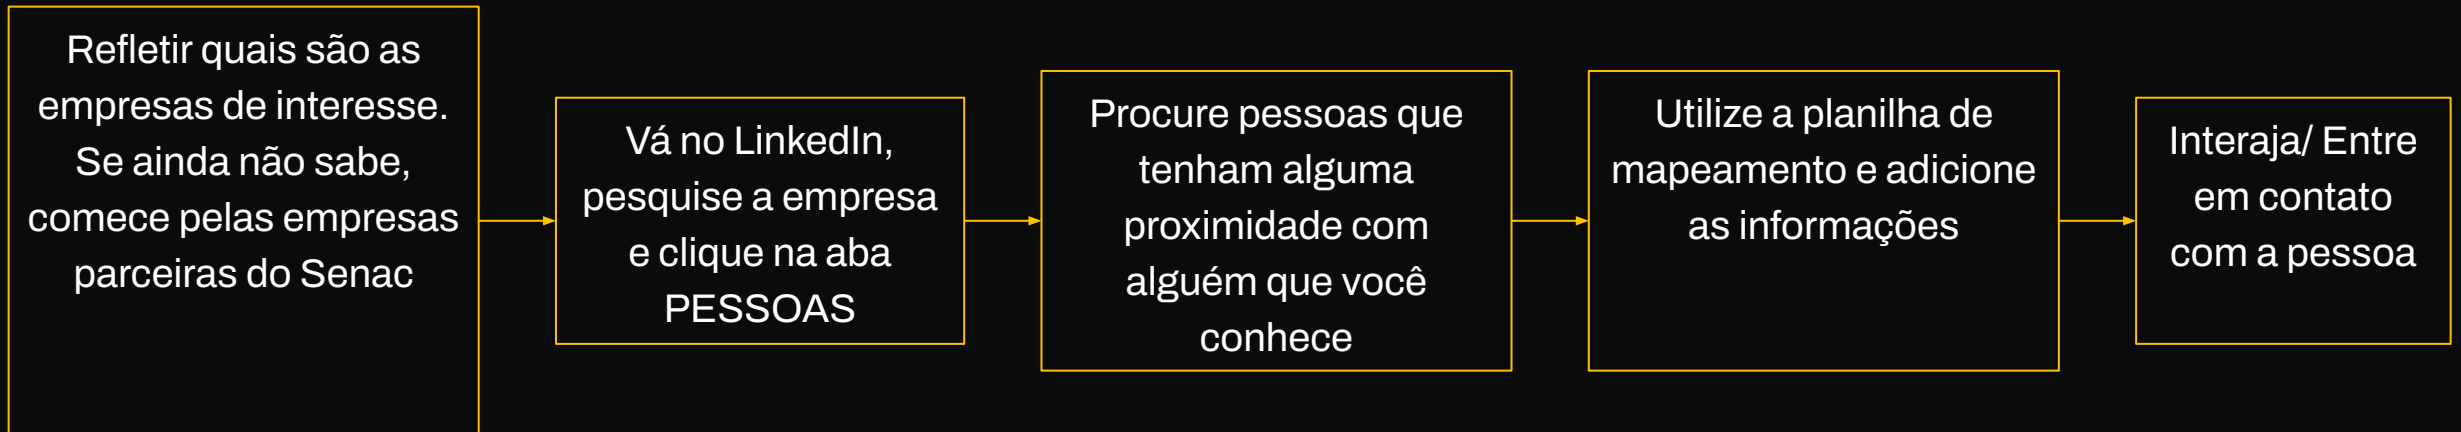 Refletir quais são as
empresas de interesse.
Se ainda não sabe,
comece pelas empresas
parceiras do Senac
Vá no LinkedIn,
pesquise a empresa
e clique na aba
PESSOAS
Procure pessoas que
tenham alguma
proximidade com
alguém que você
conhece
Utilize a planilha de
mapeamento e adicione
as informações
Interaja/ Entre
em contato
com a pessoa